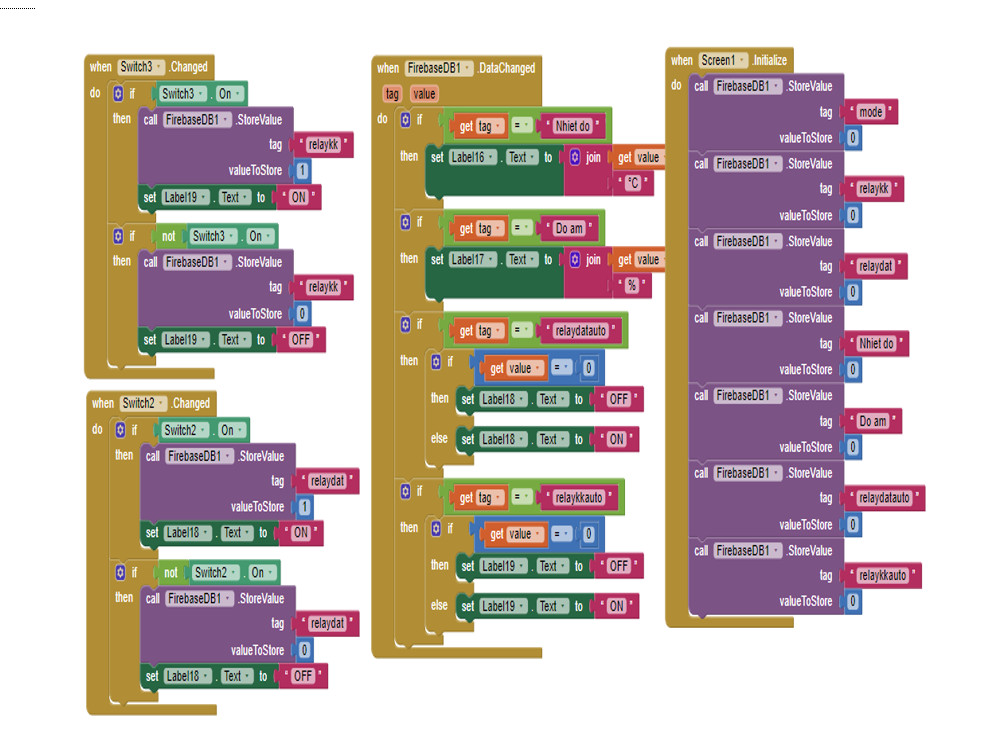 when Switch3 .Changed
do if Switch3 . On
then call FirebaseDB1 .StoreValue
tag " relaykk "
valueToStore 1
set Label19 . Text to " ON "
if not Switch3 . On
then call FirebaseDB1 .StoreValue
tag " relaykk "
valueToStore 0
set Label19 . Text to " OFF "
when Switch2 .Changed
do if Switch2 . On
then call FirebaseDB1 .StoreValue
tag " relaydat "
valueToStore 1
set Label18 . Text to " ON "
if not Switch2 . On
then call FirebaseDB1 .StoreValue
tag " relaydat "
valueToStore 0
set Label18 . Text to " OFF "
when FirebaseDB1 .DataChanged
tag value
do if get tag = " Nhiet do "
then set Label16 . Text to join get value
" °C "
if get tag = " Do am "
then set Label17 . Text to join get value
" % "
if get tag = " relaydatauto "
then if get value = 0
then set Label18 . Text to " OFF "
else set Label18 . Text to " ON "
if get tag = " relaykkauto "
then if get value = 0
then set Label19 . Text to " OFF "
else set Label19 . Text to " ON "
when Screen1 .Initialize
do call FirebaseDB1 .StoreValue
tag " mode "
valueToStore 0
call FirebaseDB1 .StoreValue
tag " relaykk "
valueToStore 0
call FirebaseDB1 .StoreValue
tag " relaydat "
valueToStore 0
call FirebaseDB1 .StoreValue
tag " Nhiet do "
valueToStore 0
call FirebaseDB1 .StoreValue
tag " Do am "
valueToStore 0
call FirebaseDB1 .StoreValue
tag " relaydatauto "
valueToStore 0
call FirebaseDB1 .StoreValue
tag " relaykkauto "
valueToStore 0